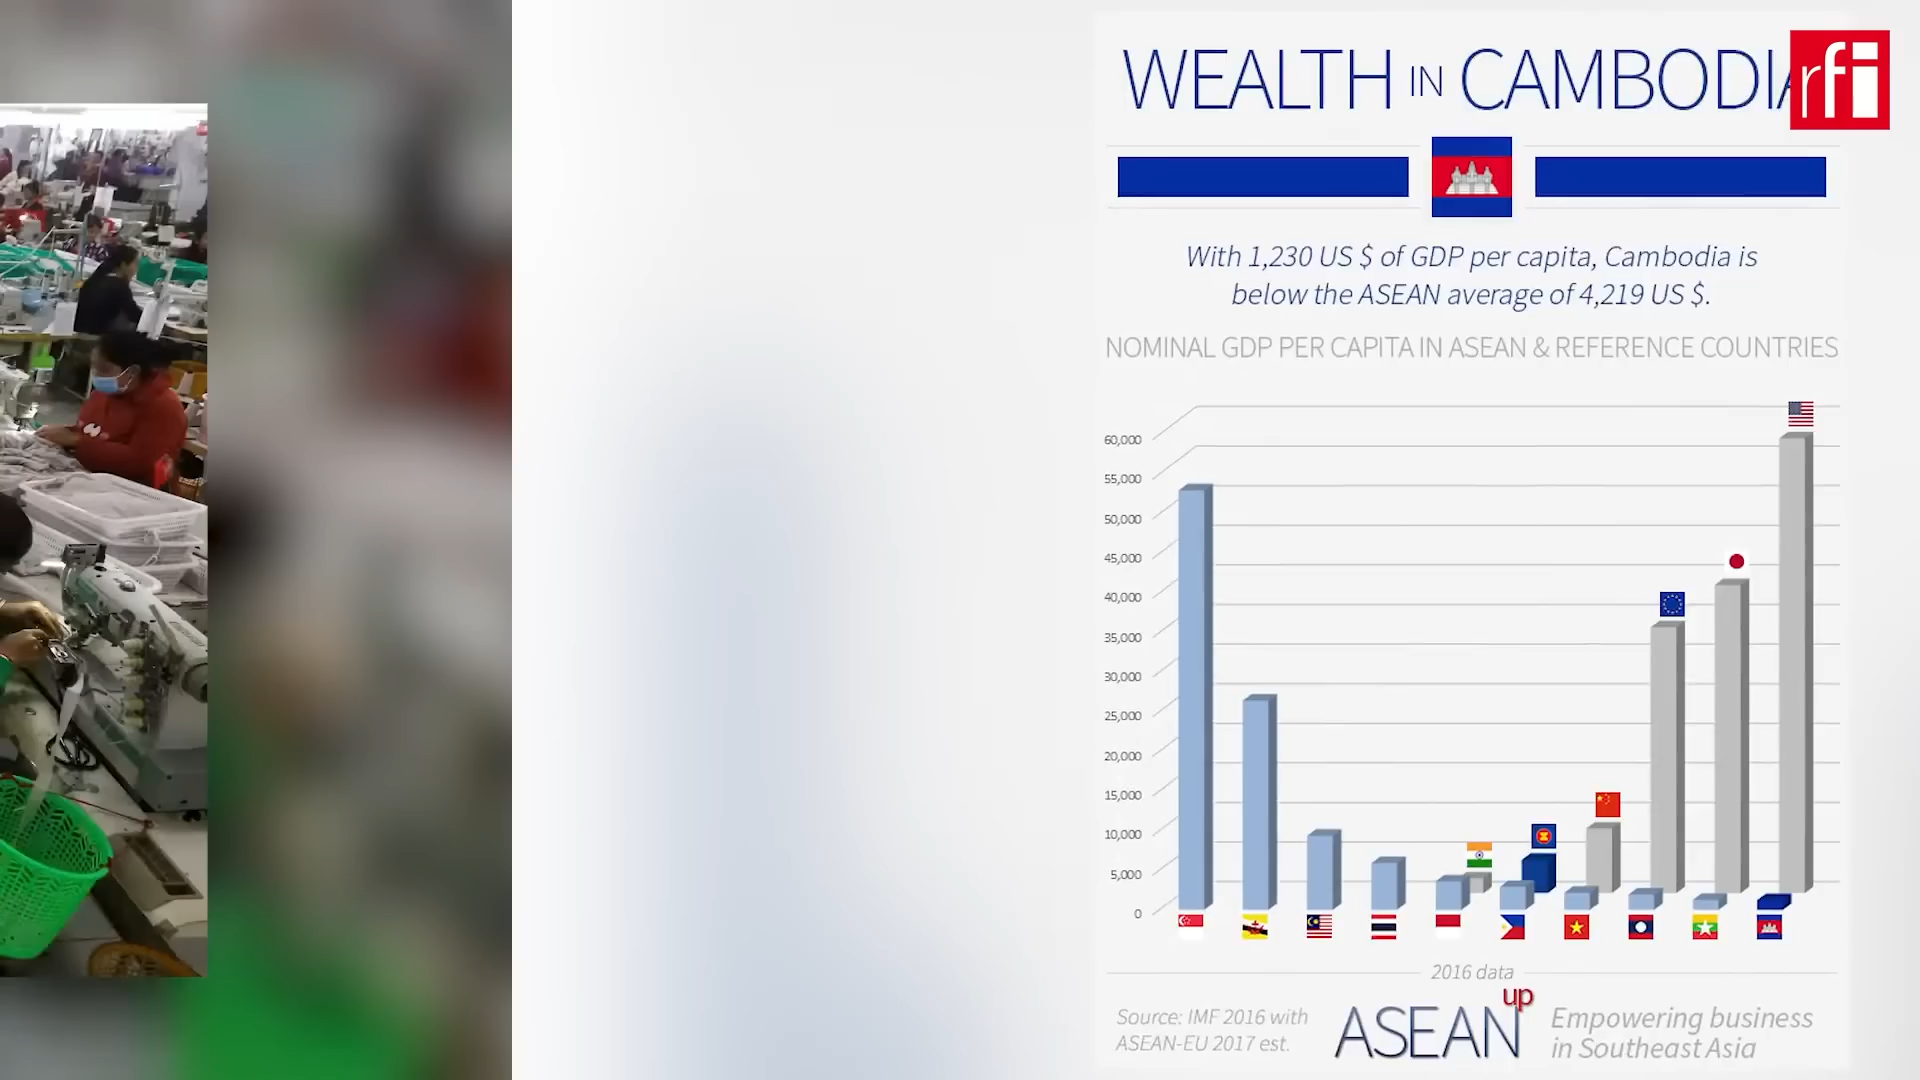 WEALTH IN CAMBODIA
rfi
With 1,230 US $ of GDP per capita, Cambodia is
below the ASEAN average of 4,219 US $.
NOMINAL GDP PER CAPITA IN ASEAN & REFERENCE COUNTRIES
60,000
55,000
50,000
45,000
40,000
35,000
30,000
25,000
20,000
15,000
10,000
5,000
0
2016 data
Source: IMF 2016 with
ASEAN-EU 2017 est.
ASEAN up
Empowering business
in Southeast Asia